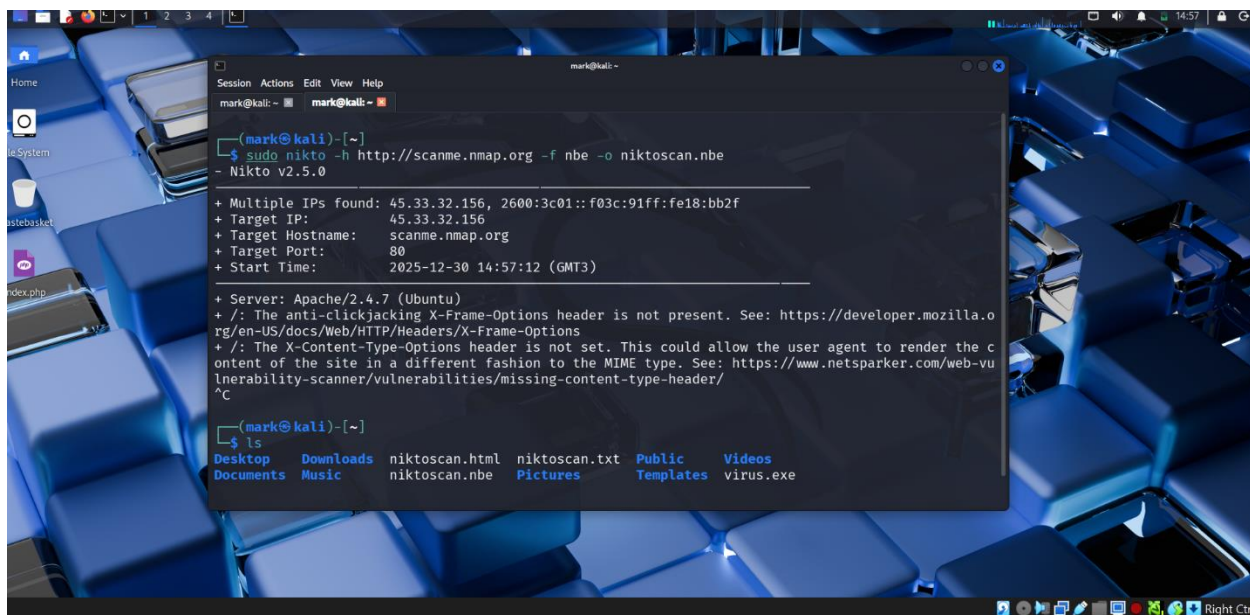 1 2 3 4
14:57
Home
le System
astebasket
ndex.php
mark@kali: ~
Session Actions Edit View Help
mark@kali: ~ mark@kali: ~
(mark㉿kali)-[~]
$ sudo nikto -h http://scanme.nmap.org -f nbe -o niktoscan.nbe
- Nikto v2.5.0
+ Multiple IPs found: 45.33.32.156, 2600:3c01::f03c:91ff:fe18:bb2f
+ Target IP: 45.33.32.156
+ Target Hostname: scanme.nmap.org
+ Target Port: 80
+ Start Time: 2025-12-30 14:57:12 (GMT3)
+ Server: Apache/2.4.7 (Ubuntu)
+ /: The anti-clickjacking X-Frame-Options header is not present. See: https://developer.mozilla.o
rg/en-US/docs/Web/HTTP/Headers/X-Frame-Options
+ /: The X-Content-Type-Options header is not set. This could allow the user agent to render the c
ontent of the site in a different fashion to the MIME type. See: https://www.netsparker.com/web-vu
lnerability-scanner/vulnerabilities/missing-content-type-header/
^C
(mark㉿kali)-[~]
$ ls
Desktop Downloads niktoscan.html niktoscan.txt Public Videos
Documents Music niktoscan.nbe Pictures Templates virus.exe
Right Ct